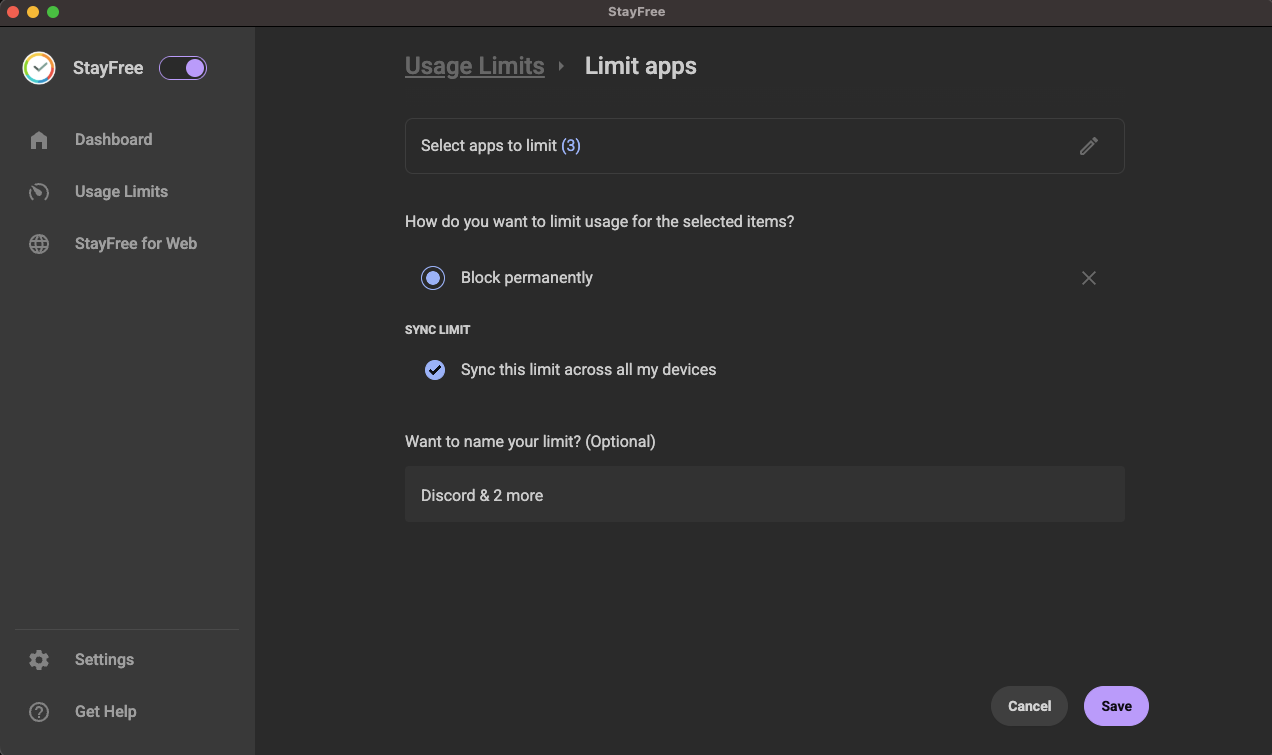 StayFree
StayFree
Dashboard
Usage Limits
StayFree for Web
Settings
Get Help
Usage Limits Limit apps
Select apps to limit (3)
How do you want to limit usage for the selected items?
Block permanently
SYNC LIMIT
Sync this limit across all my devices
Want to name your limit? (Optional)
Discord & 2 more
Cancel Save